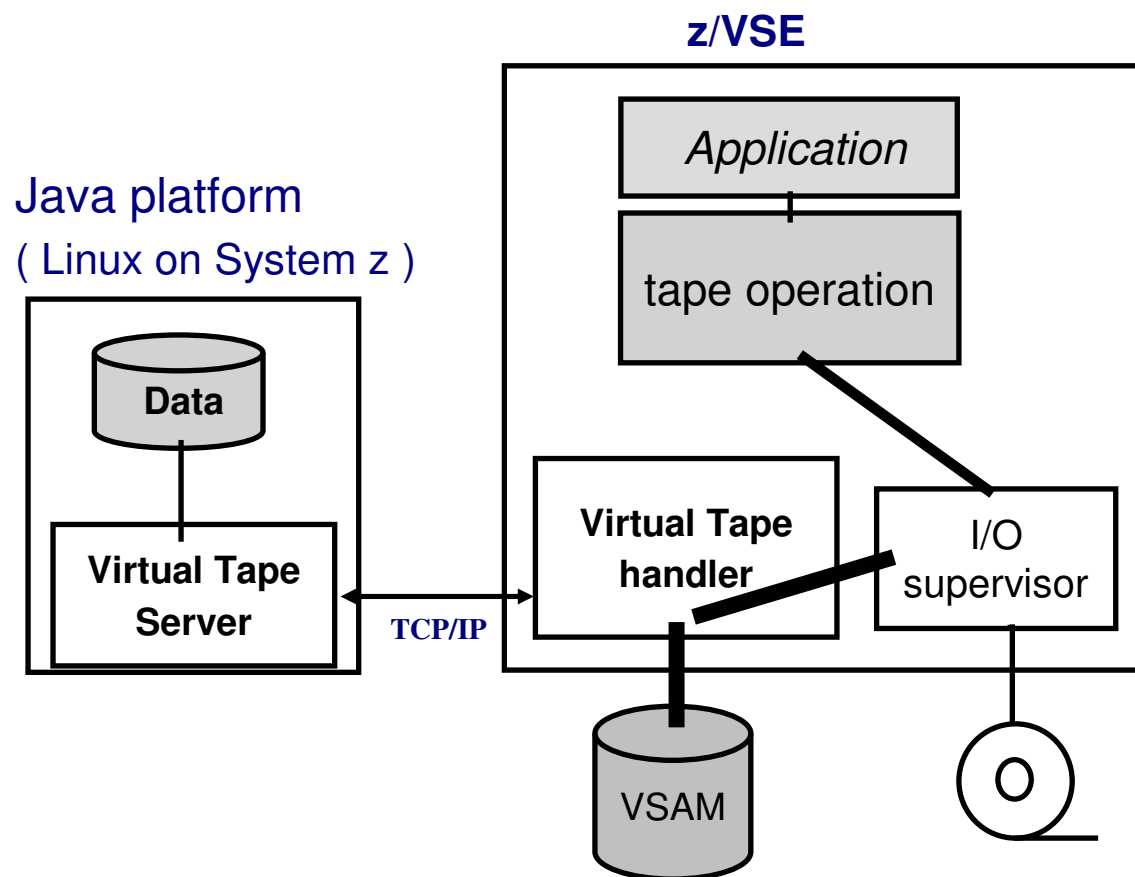 z/VSE
Application
Java platform
( Linux on System z )
tape operation
Data
Virtual Tape
handler
I/O
supervisor
Virtual Tape
Server
TCP/IP
VSAM